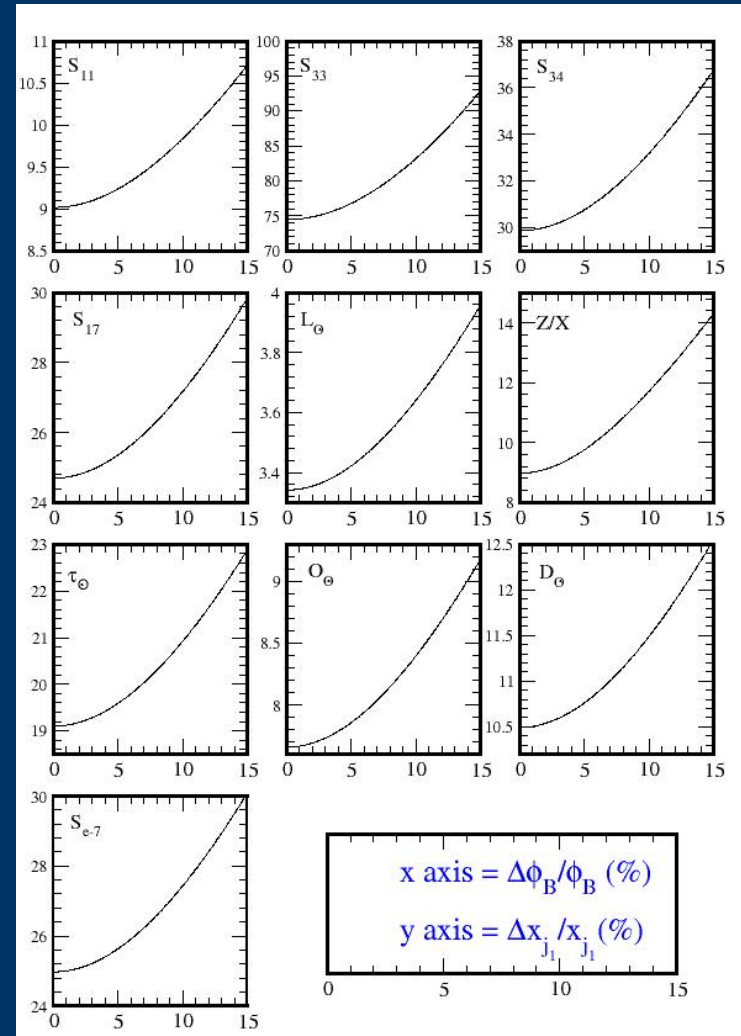 11
10.5
10
9.5
9
8.5
S₁₁
0 5 10 15
100
95
90
85
80
75
70
S₃₃
0 5 10 15
38
36
34
32
30
S₃₄
0 5 10 15
30
28
26
24
S₁₇
0 5 10 15
4
3.8
3.6
3.4
L⊙
0 5 10 15
14
12
10
8
Z/X
0 5 10 15
23
22
21
20
19
τ⊙
0 5 10 15
9
8.5
8
O⊙
0 5 10 15
12.5
12
11.5
11
10.5
D⊙
0 5 10 15
30
28
26
24
Sₑ₋₇
0 5 10 15
x axis = Δϕ_B/ϕ_B (%)
y axis = Δx_j₁/x_j₁(%)
0 5 10 15